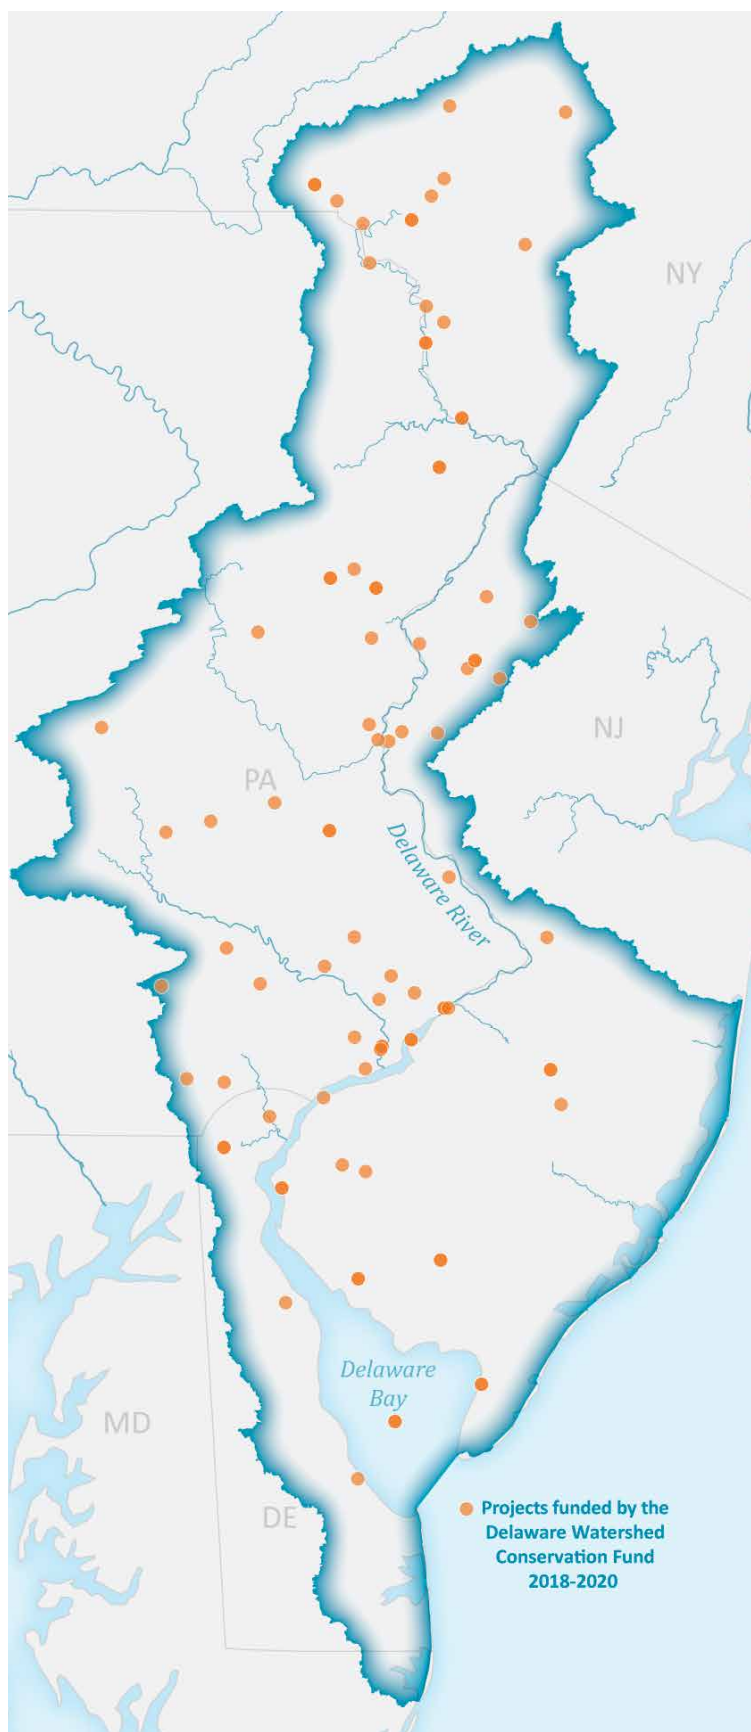 NY
NJ
PA
Delaware River
Delaware
Bay
MD
DE
Projects funded by the
Delaware Watershed
Conservation Fund
2018-2020